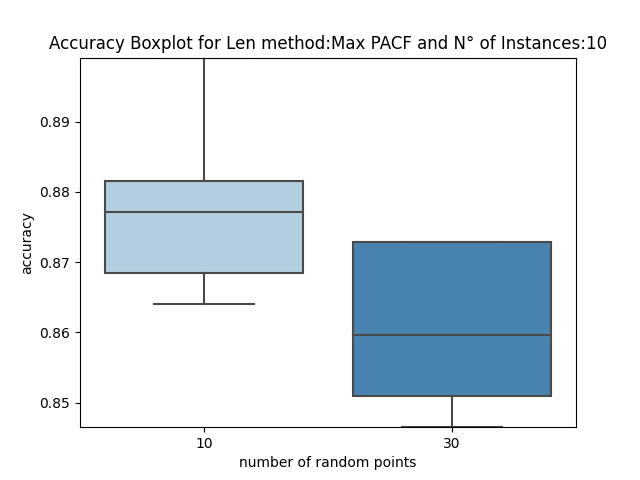 Accuracy Boxplot for Len method:Max PACF and N° of Instances:10
0.89
0.88
0.87
0.86
0.85
accuracy
10 30
number of random points